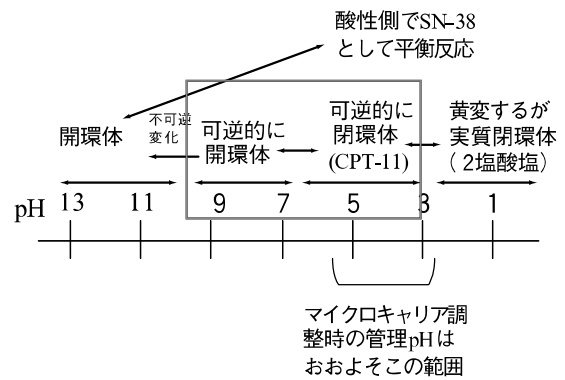 酸性側でSN-38
として平衡反応
不可逆
変化
開環体
可逆的に
開環体
可逆的に
閉環体
(CPT-11)
黄変するが
実質閉環体
(2塩酸塩)
pH 13 11 9 7 5 3 1
マイクロキャリア調
整時の管理pHは
おおよそこの範囲